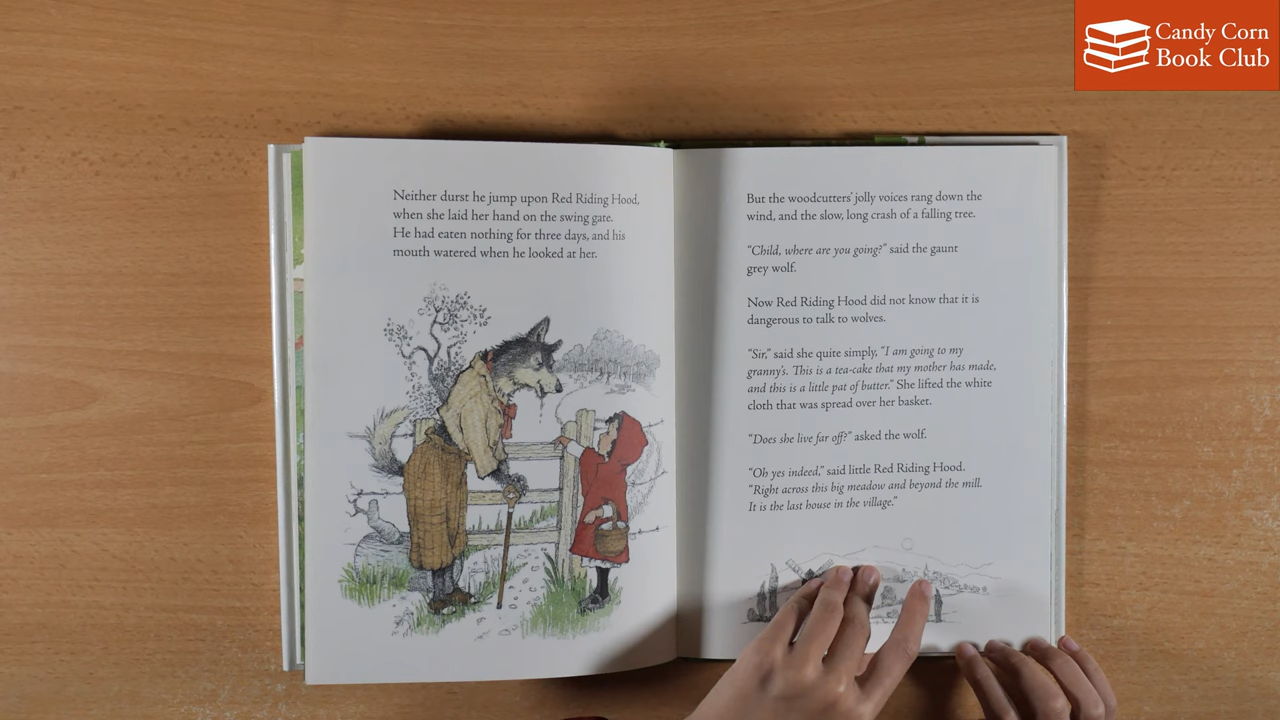 Candy Corn
Book Club
Neither durst he jump upon Red Riding Hood,
when she laid her hand on the swing gate.
He had eaten nothing for three days, and his
mouth watered when he looked at her.
But the woodcutters' jolly voices rang down the
wind, and the slow, long crash of a falling tree.
“Child, where are you going?” said the gaunt
grey wolf.
Now Red Riding Hood did not know that it is
dangerous to talk to wolves.
“Sir,” said she quite simply, “I am going to my
granny's. This is a tea-cake that my mother has made,
and this is a little pat of butter.” She lifted the white
cloth that was spread over her basket.
“Does she live far off?” asked the wolf.
“Oh yes indeed,” said little Red Riding Hood.
“Right across this big meadow and beyond the mill.
It is the last house in the village.”